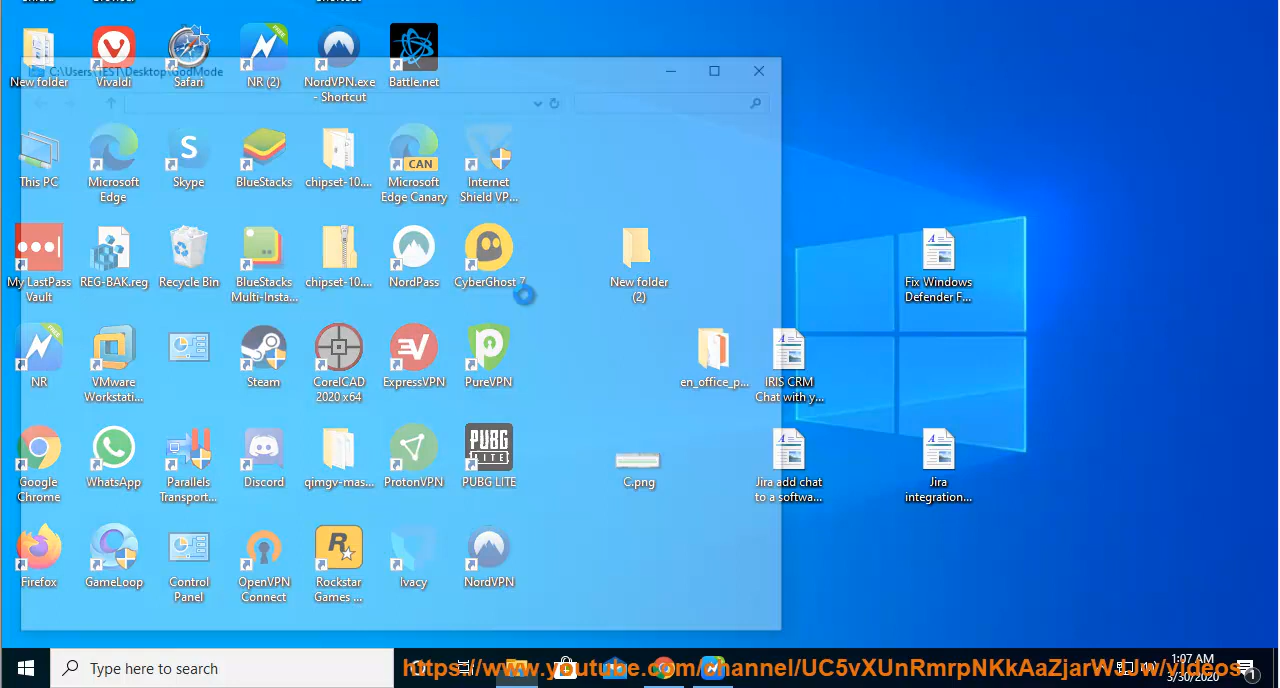 Shortcut
New folder
Vivaldi
Safari
NR (2)
NordVPN.exe
- Shortcut
Battle.net
C:\Users\TEST\Desktop\GodMode
This PC
Microsoft
Edge
Skype
BlueStacks
chipset-10....
CAN
Microsoft
Edge Canary
Internet
Shield VP...
My LastPass
Vault
REG-BAK.reg
Recycle Bin
BlueStacks
Multi-Insta...
chipset-10....
NordPass
CyberGhost 7
New folder
(2)
Fix Windows
Defender F...
NR
VMware
Workstati...
Steam
CorelCAD
2020 x64
ExpressVPN
PureVPN
en_office_p...
IRIS CRM
Chat with y...
Google
Chrome
WhatsApp
Parallels
Transport...
Discord
qimgv-mas...
ProtonVPN
PUBG
LITE
PUBG LITE
C.png
Jira add chat
to a softwa...
Jira
integration...
Firefox
GameLoop
Control
Panel
OpenVPN
Connect
Rockstar
Games ...
Ivacy
NordVPN
Type here to search
https://www.youtube.com/channel/UC5vXUnRmrpNKkAaZjarWsUw/videos
1:07 AM
3/30/2020
1